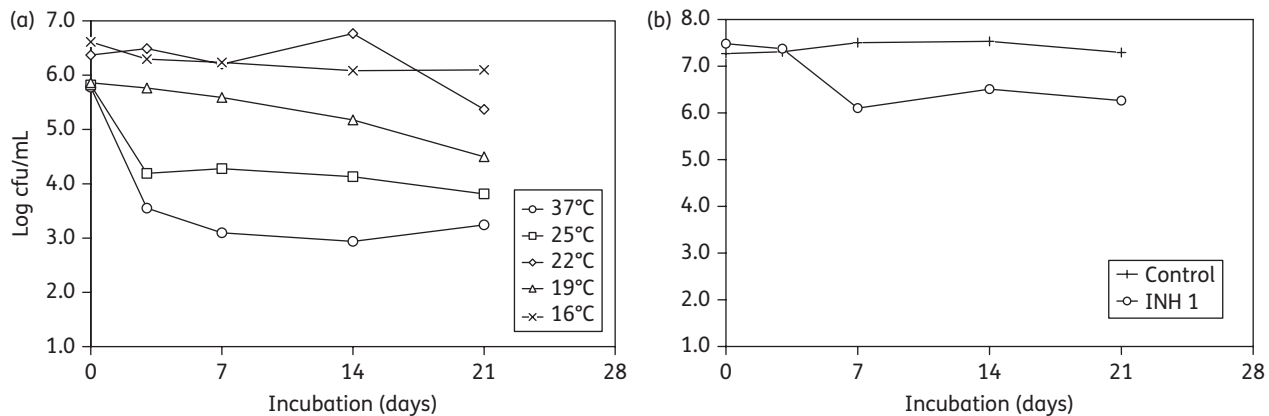 (a)
7.0
6.0
5.0
4.0
3.0
2.0
1.0
Log cfu/mL
0 7 14 21 28
Incubation (days)
37°C
25°C
22°C
19°C
16°C
(b)
8.0
7.0
6.0
5.0
4.0
3.0
2.0
1.0
0 7 14 21 28
Incubation (days)
Control
INH 1